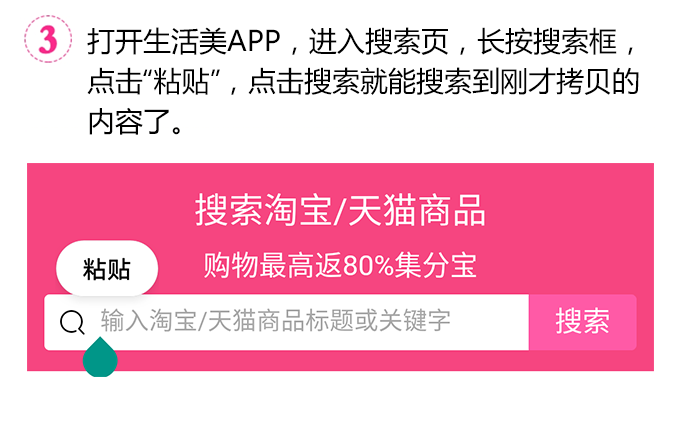 3
打开生活美APP，进入搜索页，长按搜索框，
点击“粘贴”，点击搜索就能搜索到刚才拷贝的
内容了。
搜索淘宝/天猫商品
粘贴
购物最高返80%集分宝
输入淘宝/天猫商品标题或关键字
搜索